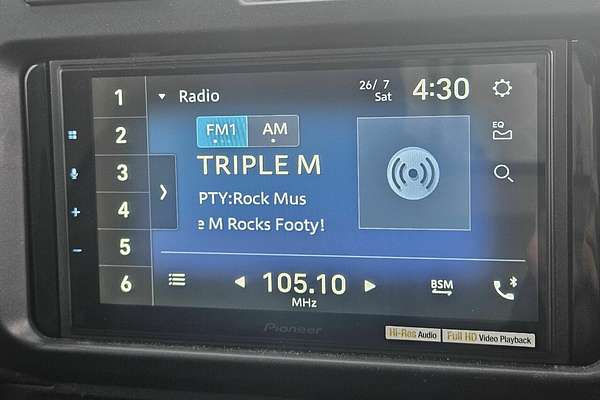 1
2
3
4
5
6
Radio
26/ 7
Sat
4:30
FM1 AM
TRIPLE M
PTY:Rock Mus
e M Rocks Footy!
EQ
105.10
MHz
BSM
Pioneer
Hi-Res Audio
Full HD Video Playback